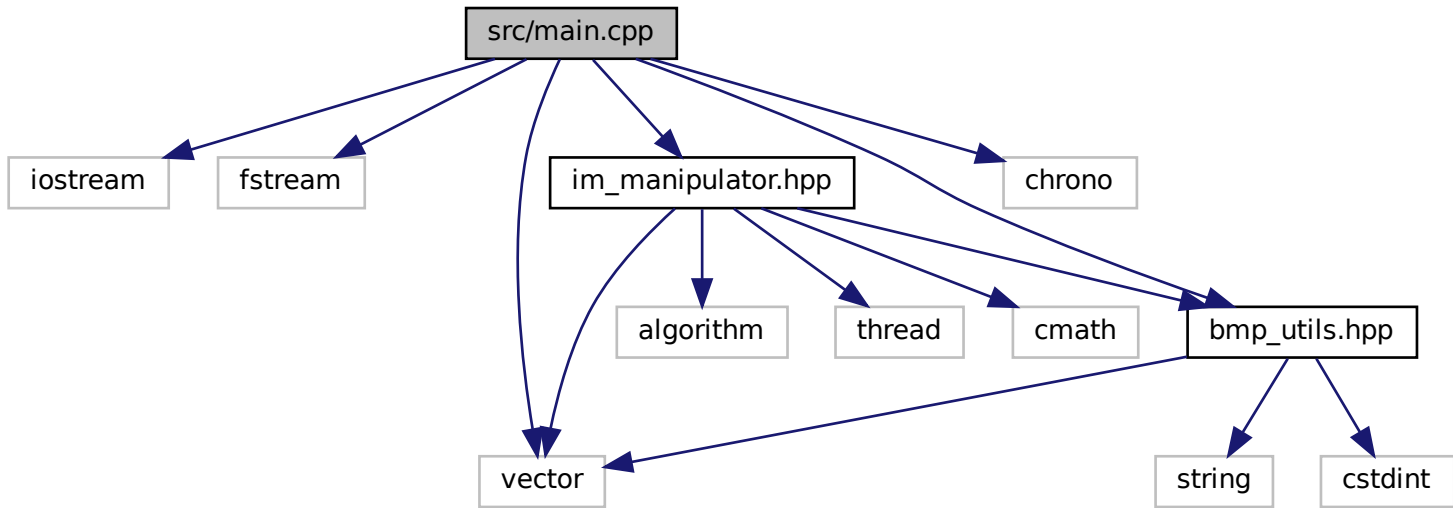 src/main.cpp
iostream
fstream
im_manipulator.hpp
chrono
algorithm
thread
cmath
bmp_utils.hpp
vector
string
cstdint